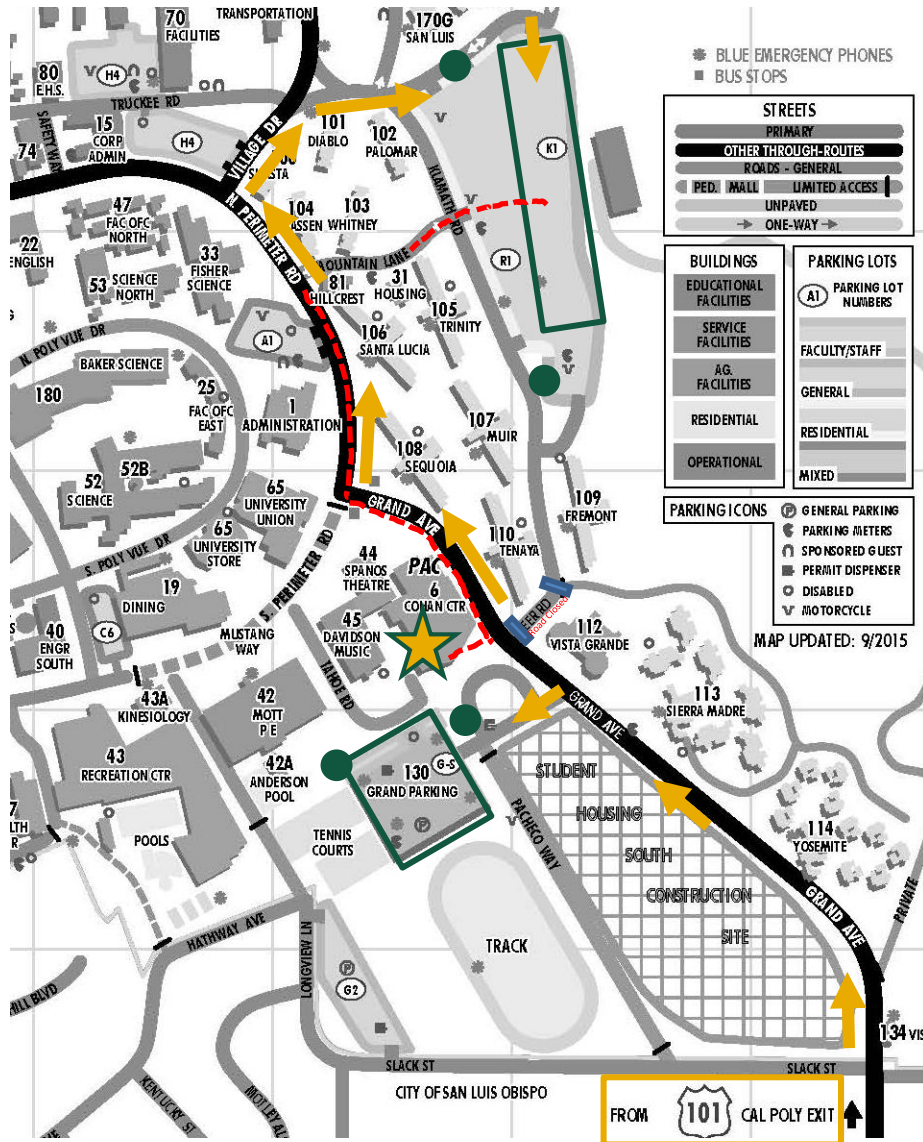 TRANSPORTATION
70
FACILITIES
170G
SAN LUIS
80
E.H.S.
H4
TRUCKEE RD
15
CORP
ADMIN
SAFETY WAY
74
H4
VILLAGE DR
101
DIABLO
102
PALOMAR
K1
N. PERIMETER RD
KLAMATH RD
47
FAC OFC
NORTH
22
ENGLISH
33
FISHER
SCIENCE
53
SCIENCE
NORTH
104
103
WHITNEY
MOUNTAIN LANE
R1
81
HILLCREST
31
HOUSING
105
TRINITY
106
SANTA LUCIA
N. POLY VUE DR
A1
BAKER SCIENCE
180
25
FAC OFC
EAST
1
ADMINISTRATION
107
MUIR
108
SEQUOIA
52
SCIENCE
52B
65
UNIVERSITY
UNION
65
UNIVERSITY
STORE
GRAND AVE
109
FREMONT
110
TENAYA
S. POLY VUE DR
S. PERIMETER RD
44
SPANOS
THEATRE
PAC
6
COHAN CTR
19
DINING
C6
40
ENGR
SOUTH
MUSTANG
WAY
45
DAVIDSON
MUSIC
Road Closed
112
VISTA GRANDE
TAHOE RD
43A
KINESIOLOGY
42
MOTT
P E
113
SIERRA MADRE
GRAND AVE
43
RECREATION CTR
42A
ANDERSON
POOL
130
GRAND PARKING
G-S
STUDENT
HOUSING
SOUTH
CONSTRUCTION
SITE
POOLS
TENNIS
COURTS
PACHECO WAY
114
YOSEMITE
GRAND AVE
PRIVATE
HATHWAY AVE
LONGVIEW LN
TRACK
G2
HILL BLVD
134 VIS
SLACK ST
SLACK ST
KENTUCKY ST
CITY OF SAN LUIS OBISPO
FROM 101 CAL POLY EXIT
BLUE EMERGENCY PHONES
BUS STOPS
STREETS
PRIMARY
OTHER THROUGH-ROUTES
ROADS - GENERAL
PED. MALL LIMITED ACCESS
UNPAVED
ONE-WAY
BUILDINGS
EDUCATIONAL
FACILITIES
SERVICE
FACILITIES
AG.
FACILITIES
RESIDENTIAL
OPERATIONAL
PARKING LOTS
A1 PARKING LOT
NUMBERS
FACULTY/STAFF
GENERAL
RESIDENTIAL
MIXED
PARKING ICONS
GENERAL PARKING
PARKING METERS
SPONSORED GUEST
PERMIT DISPENSER
DISABLED
MOTORCYCLE
MAP UPDATED: 9/2015